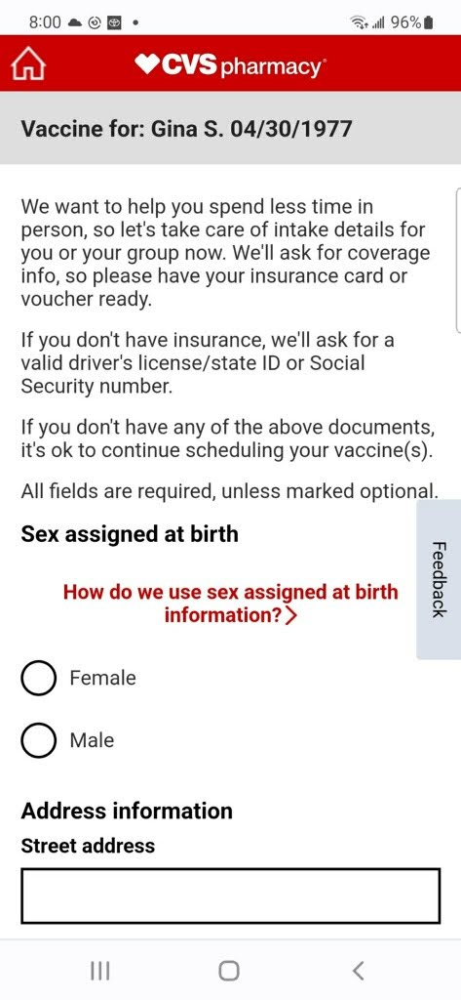 8:00 96%
CVS pharmacy
Vaccine for: Gina S. 04/30/1977
We want to help you spend less time in
person, so let's take care of intake details for
you or your group now. We'll ask for coverage
info, so please have your insurance card or
voucher ready.
If you don't have insurance, we'll ask for a
valid driver's license/state ID or Social
Security number.
If you don't have any of the above documents,
it's ok to continue scheduling your vaccine(s).
All fields are required, unless marked optional.
Sex assigned at birth
Feedback
How do we use sex assigned at birth
information?
Female
Male
Address information
Street address